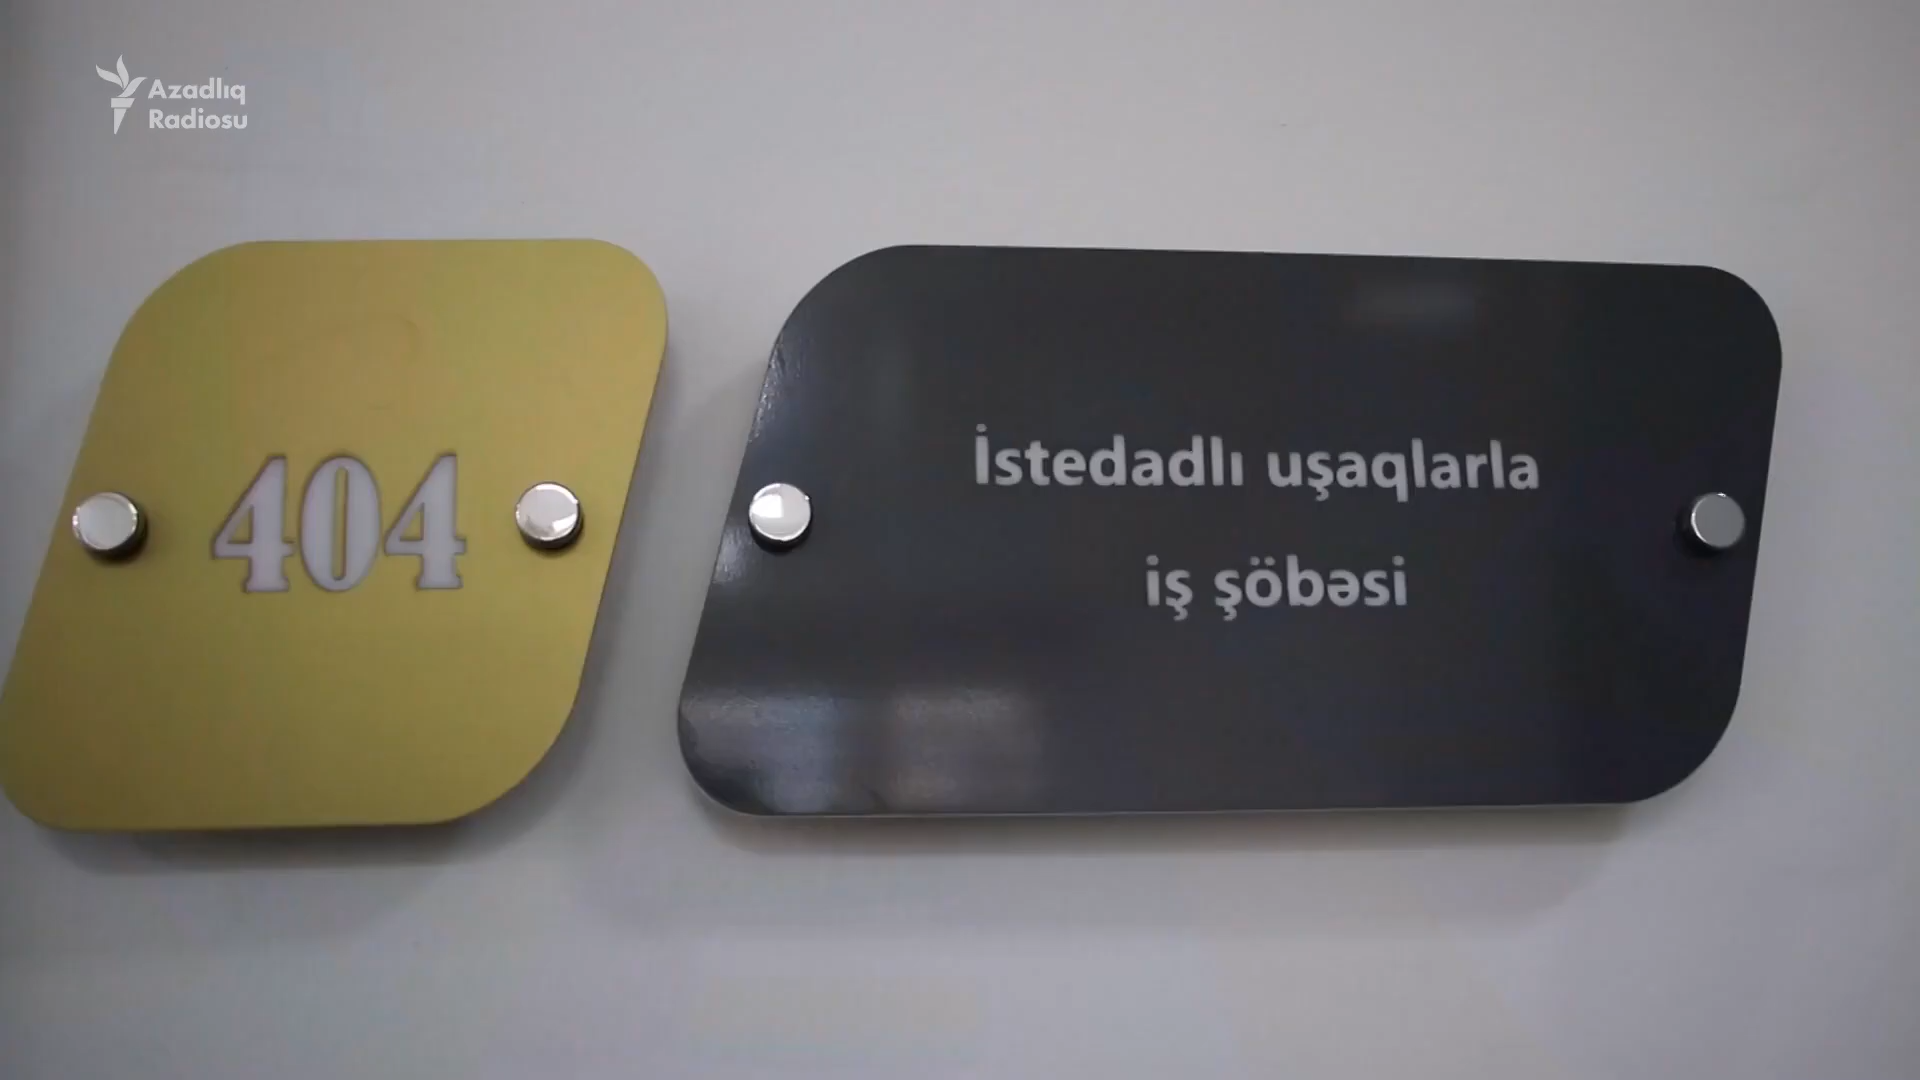 Azadlıq
Radiosu
404
İstedadlı uşaqlarla
iş şöbəsi